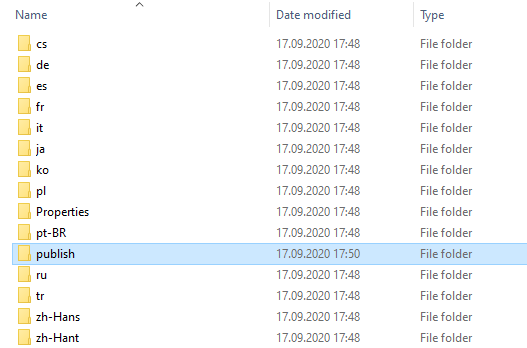 Name Date modified Type
cs 17.09.2020 17:48 File folder
de 17.09.2020 17:48 File folder
es 17.09.2020 17:48 File folder
fr 17.09.2020 17:48 File folder
it 17.09.2020 17:48 File folder
ja 17.09.2020 17:48 File folder
ko 17.09.2020 17:48 File folder
pl 17.09.2020 17:48 File folder
Properties 17.09.2020 17:48 File folder
pt-BR 17.09.2020 17:48 File folder
publish 17.09.2020 17:50 File folder
ru 17.09.2020 17:48 File folder
tr 17.09.2020 17:48 File folder
zh-Hans 17.09.2020 17:48 File folder
zh-Hant 17.09.2020 17:48 File folder